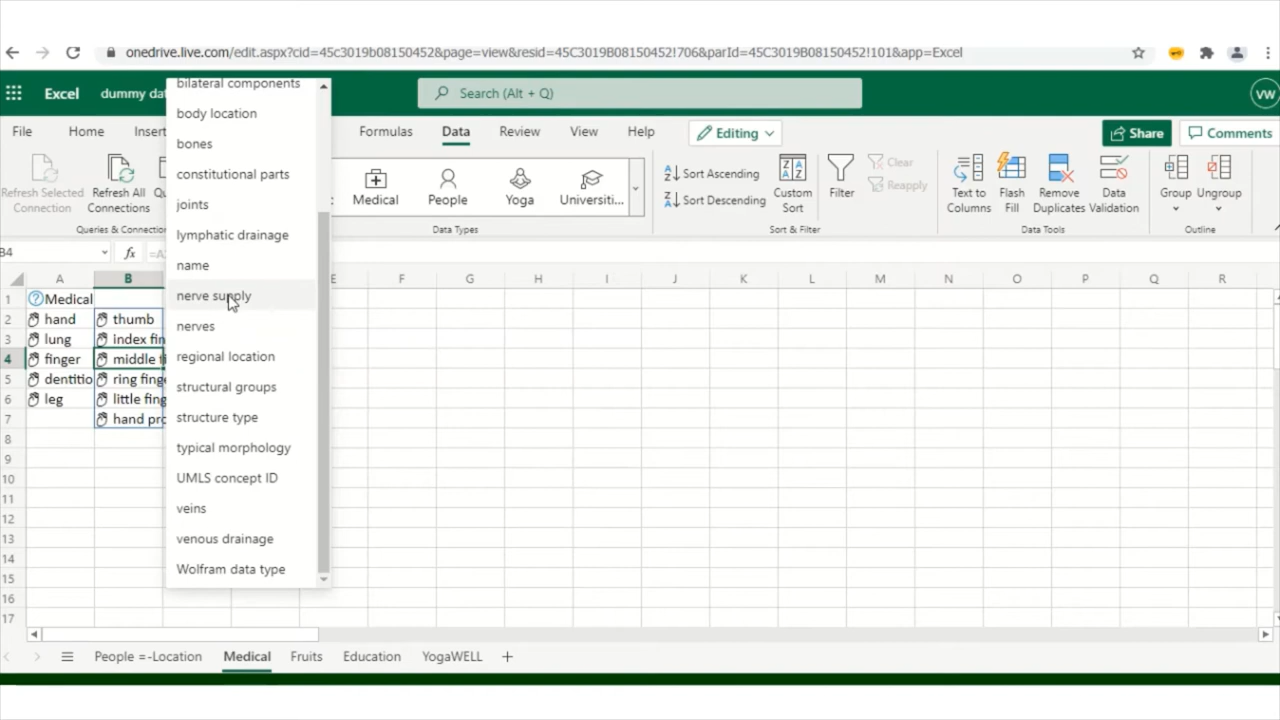 onedrive.live.com/edit.aspx?cid=45c3019b08150452&page=view&resid=45C3019B08150452!706&parId=45C3019B08150452!101&app=Excel
Excel
dummy dat
Search (Alt + Q)
VW
File
Home
Insert
Formulas
Data
Review
View
Help
Editing
Share
Comments
Refresh Selected Connection
Refresh All Connections
Queries & Connection
Medical
People
Yoga
Universiti...
Data Types
Sort Ascending
Sort Descending
Custom Sort
Filter
Clear
Reapply
Sort & Filter
Text to Columns
Flash Fill
Remove Duplicates
Data Validation
Data Tools
Group
Ungroup
Outline
B4
fx
bilateral components
body location
bones
constitutional parts
joints
lymphatic drainage
name
nerve supply
nerves
regional location
structural groups
structure type
typical morphology
UMLS concept ID
veins
venous drainage
Wolfram data type
A B E F G H I J K L M N O P Q R
1 Medical
2 hand thumb
3 lung index fin
4 finger middle f
5 dentitio ring finge
6 leg little fing
7 hand pro
8
9
10
11
12
13
14
15
16
17
People =-Location
Medical
Fruits
Education
YogaWELL